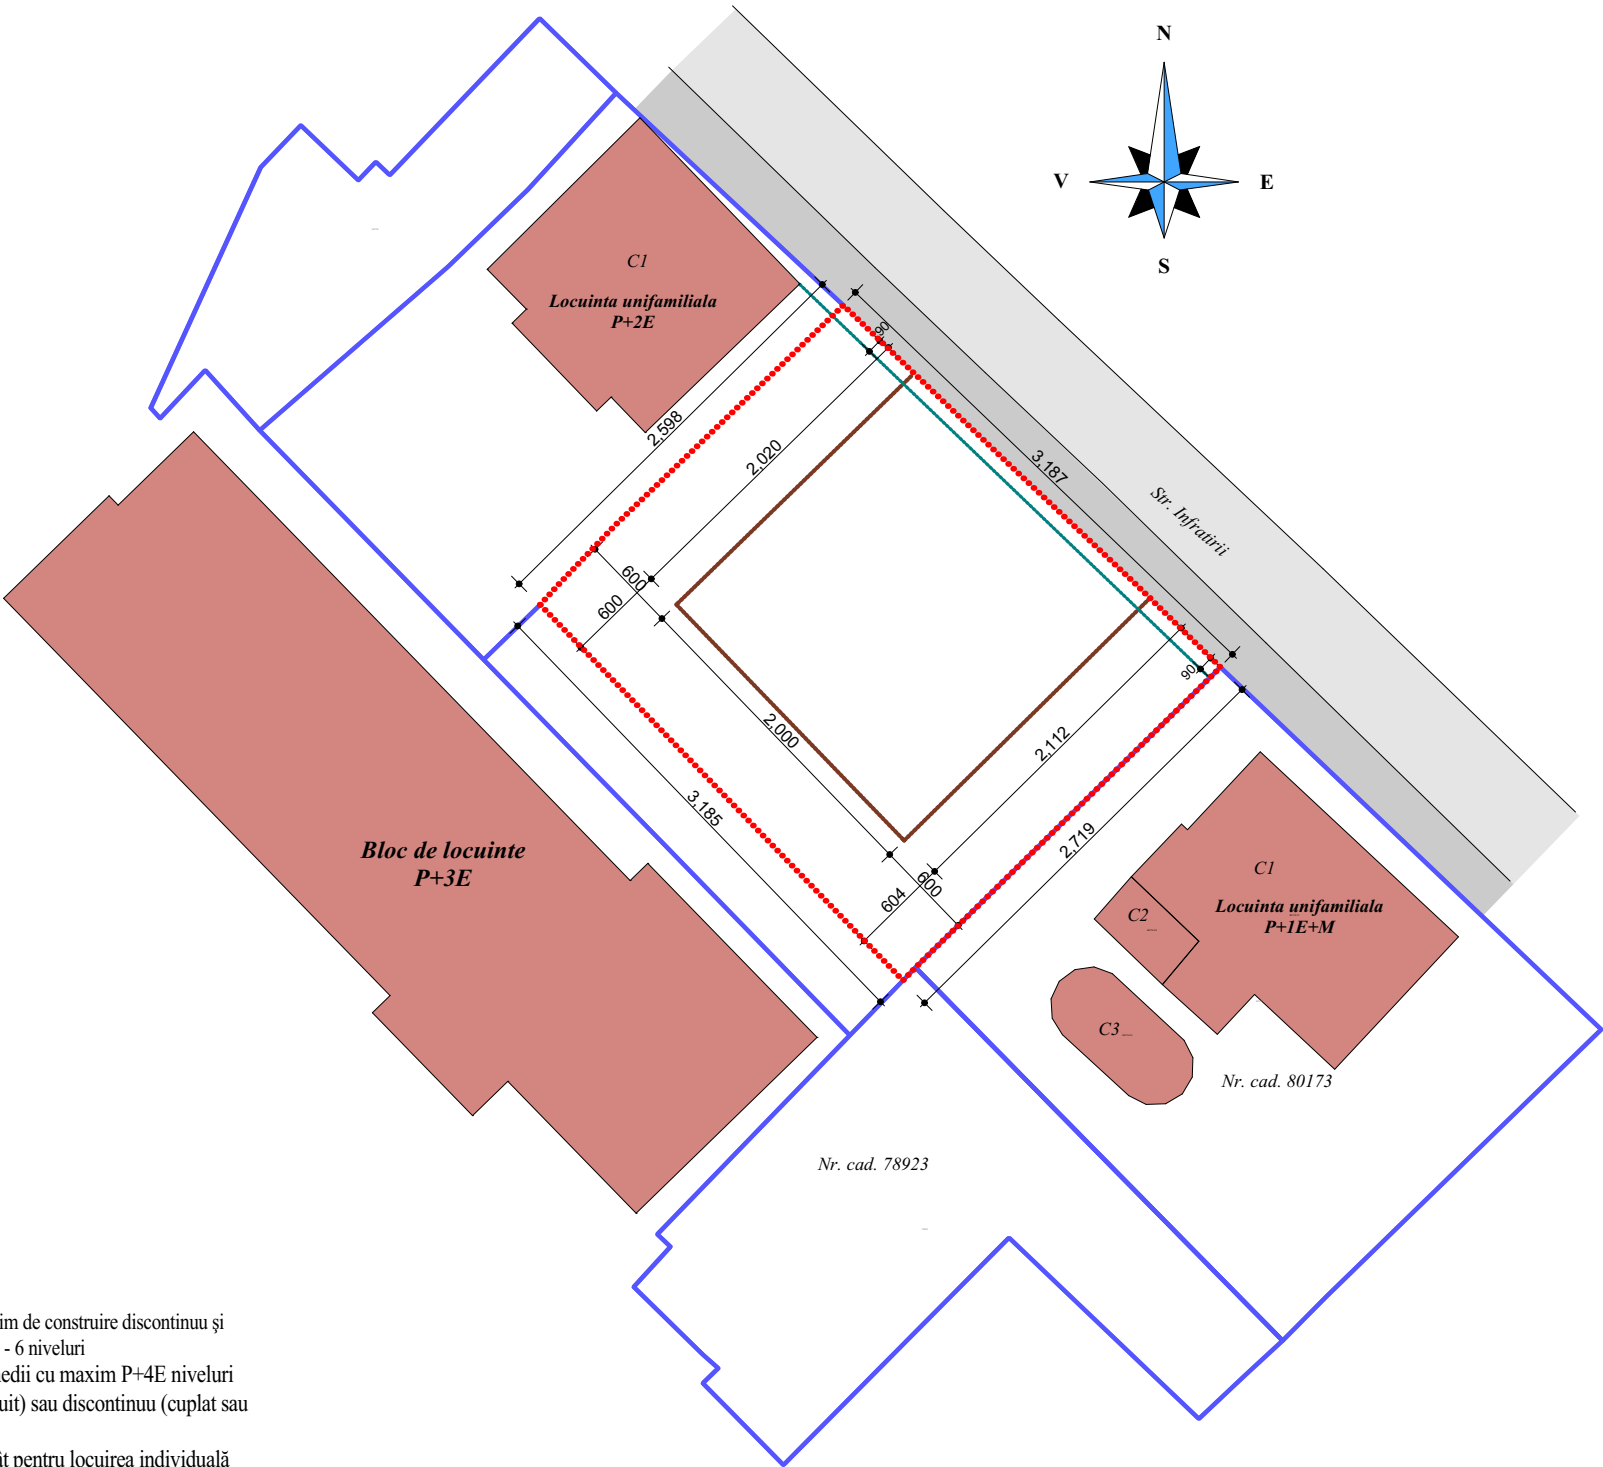 N
V
E
S
C1
Locuinta unifamiliala
P+2E
90
2,598
2,020
3,187
Str. Infratirii
600
600
90
2,000
2,112
3,185
2,719
Bloc de locuinte
P+3E
600
604
C1
Locuinta unifamiliala
P+1E+M
C2
C3
Nr. cad. 80173
Nr. cad. 78923
im de construire discontinuu şi
- 6 niveluri
nedii cu maxim P+4E niveluri
uit) sau discontinuu (cuplat sau
ât pentru locuirea individuală